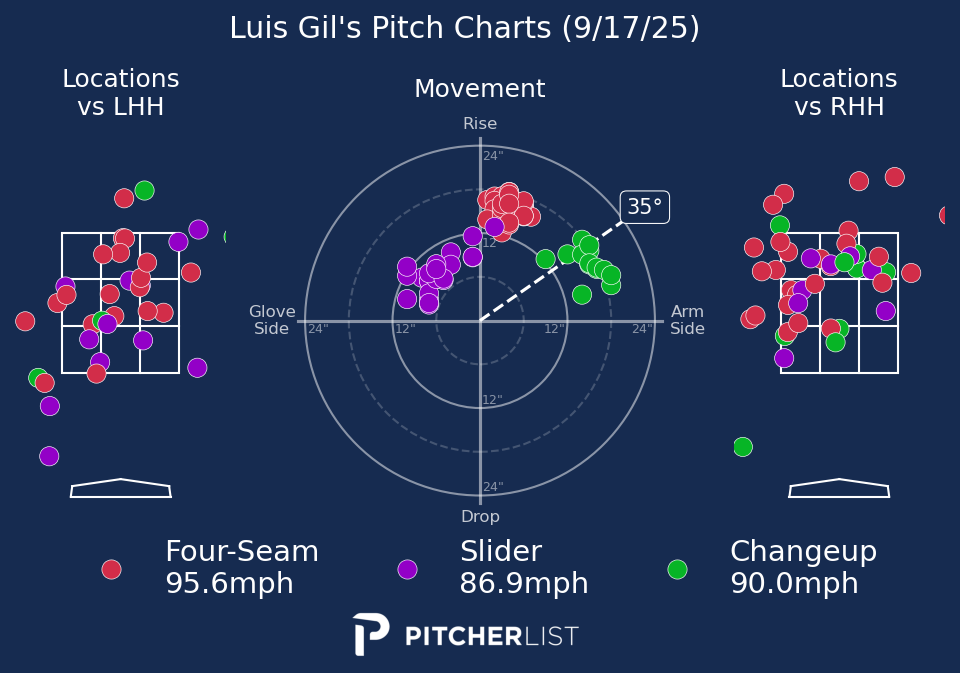 Luis Gil's Pitch Charts (9/17/25)
Locations
vs LHH
Movement
Locations
vs RHH
Rise
24"
35°
12"
Glove
Side
24"
12"
12"
24"
Arm
Side
12"
24"
Drop
Four-Seam
95.6mph
Slider
86.9mph
Changeup
90.0mph
PITCHERLIST